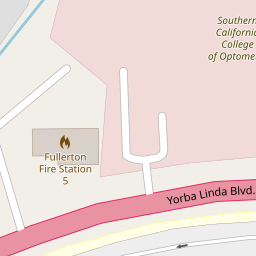 Southern
California
College
of Optome
Fullerton
Fire Station
5
Yorba Linda Blvd.